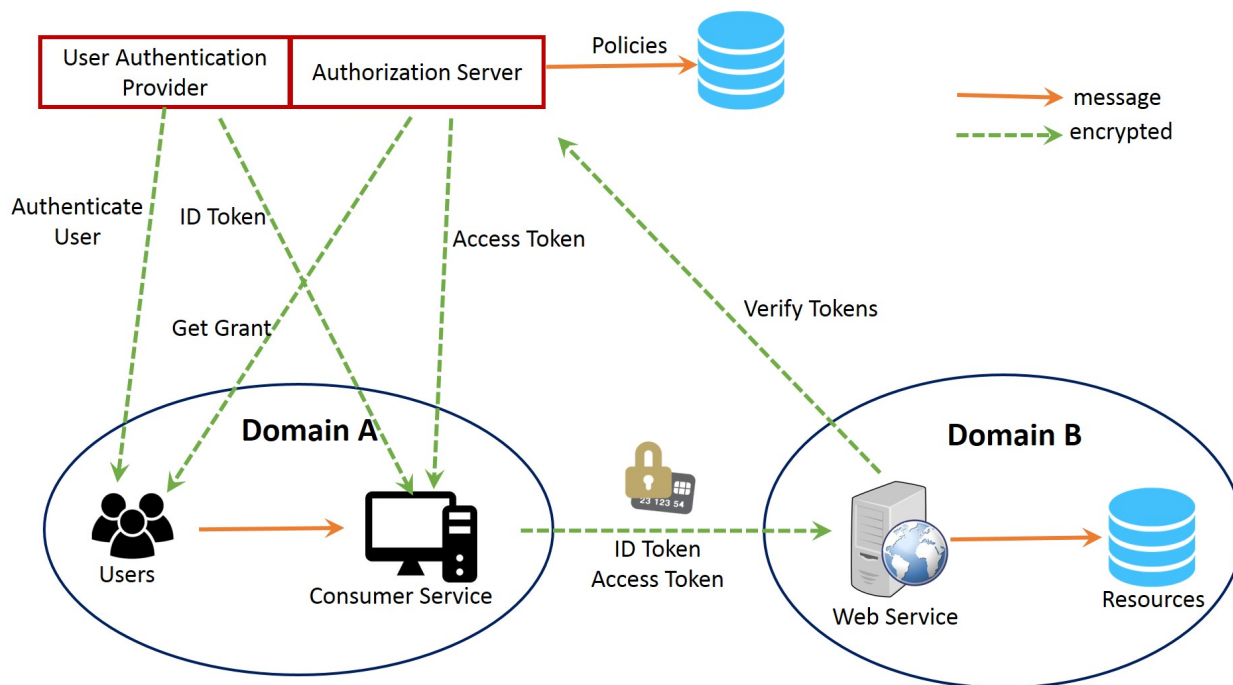 User Authentication
Provider
Authorization Server
Policies
message
encrypted
Authenticate
User
ID Token
Access Token
Get Grant
Verify Tokens
Domain A
Domain B
23 123 54
Users
Consumer Service
ID Token
Access Token
Web Service
Resources